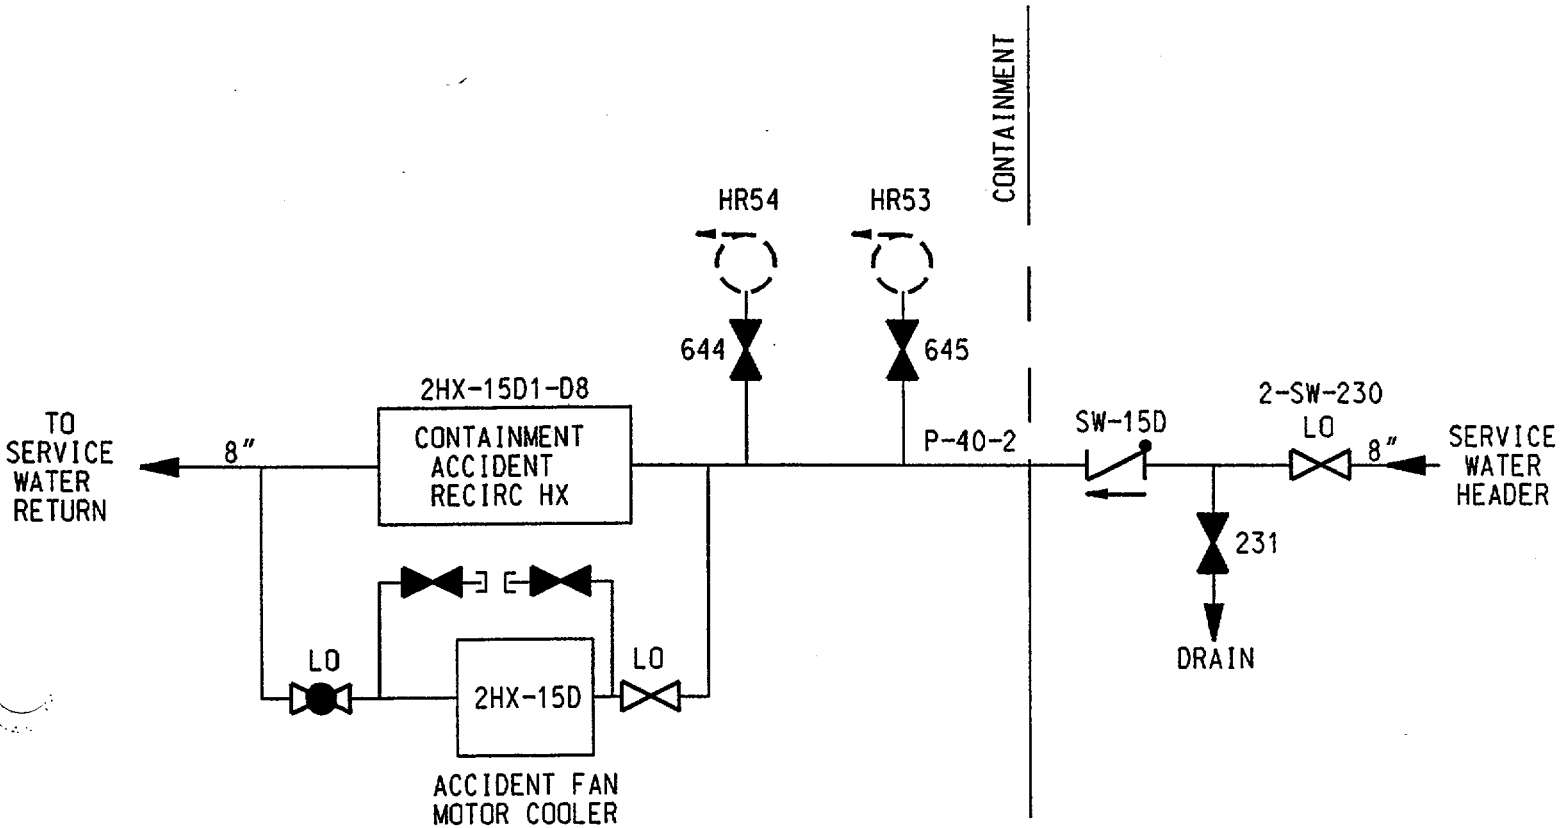 CONTAINMENT
HR54
HR53
644
645
2HX-15D1-D8
2-SW-230
TO
SERVICE
WATER
RETURN
8"
CONTAINMENT
ACCIDENT
RECIRC HX
P-40-2
SW-15D
LO
8"
SERVICE
WATER
HEADER
231
DRAIN
LO
2HX-15D
LO
ACCIDENT FAN
MOTOR COOLER